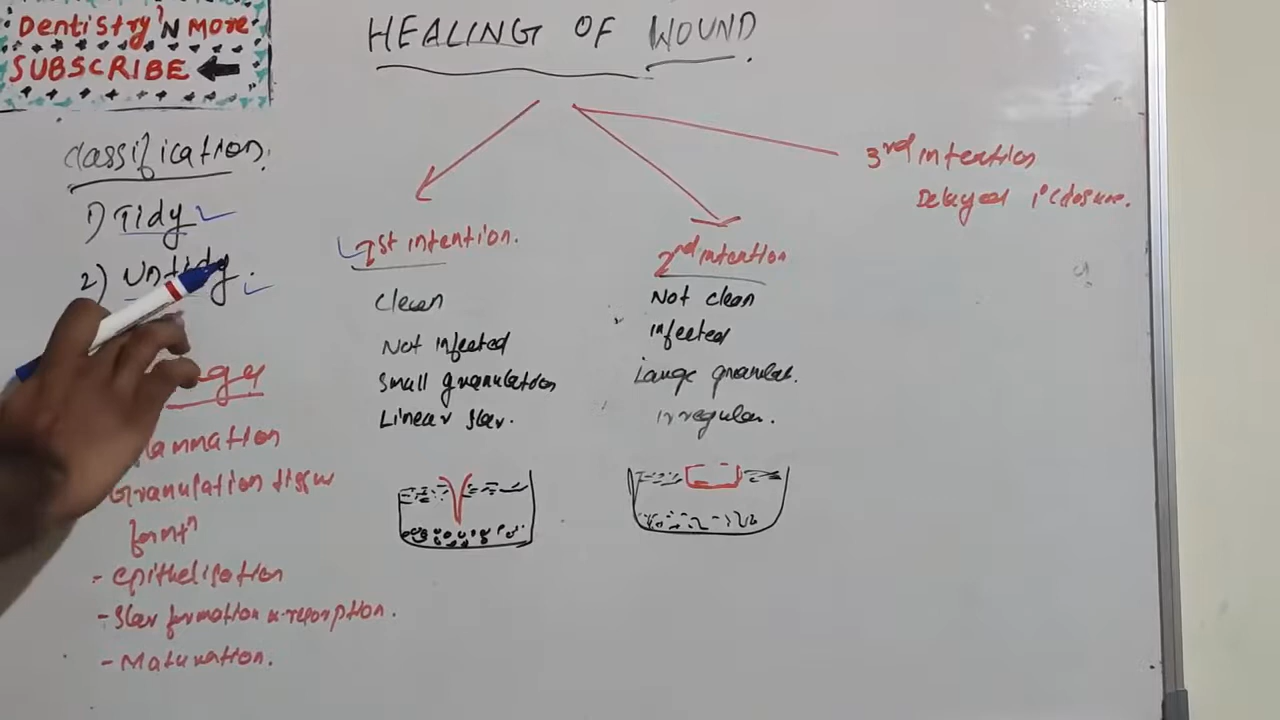 Dentistry'N More
SUBSCRIBE
HEALING OF WOUND.
Classification.
1) Tidy
2) Untidy
Inflammation
Granulation tissue
formtⁿ
- Epithelisation
- Scar formation & resorption.
- Maturation.
1st intention.
Clean
Not infected
Small granulation
Linear scar.
2nd intention
Not clean
infected
Large granulat.
irregular.
3rd intention
Delayed 1° closure.